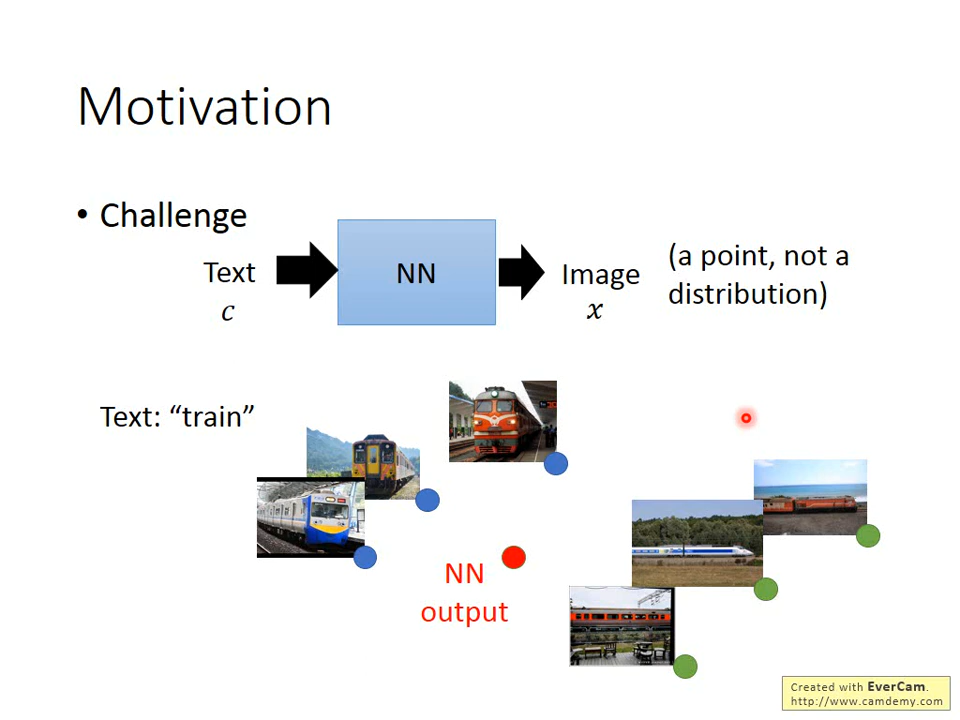 Motivation
• Challenge
Text
c
NN
Image
x
(a point, not a
distribution)
Text: “train”
NN
output
Created with EverCam.
http://www.camdemy.com